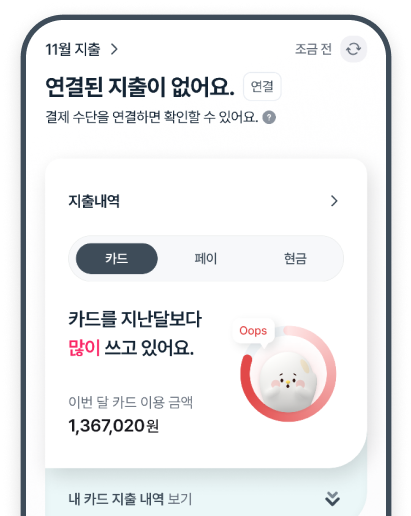 11월 지출
조금 전
연결된 지출이 없어요.
연결
결제 수단을 연결하면 확인할 수 있어요. ?
지출내역
카드
페이
현금
카드를 지난달보다
많이 쓰고 있어요.
Oops
이번 달 카드 이용 금액
1,367,020원
내 카드 지출 내역 보기